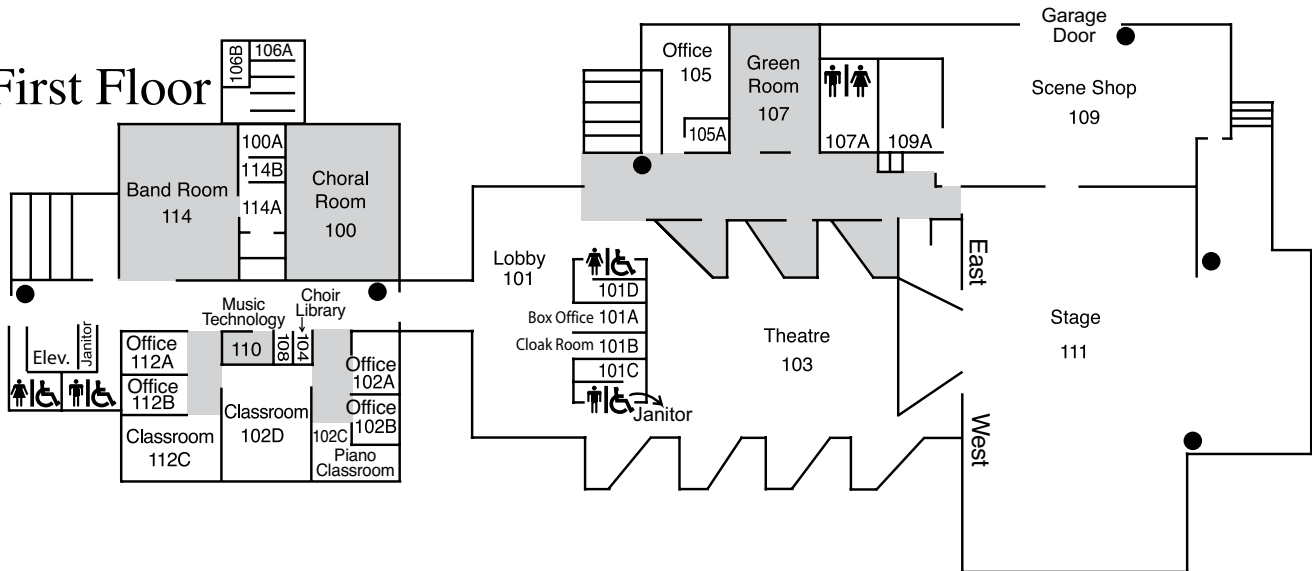 First Floor
106B
106A
100A
114B
114A
Band Room
114
Choral
Room
100
Music
Technology
Choir
Library
110
108
104
Elev.
Janitor
Office
112A
Office
112B
Classroom
112C
Classroom
102D
Office
102A
Office
102B
102C
Piano
Classroom
Lobby
101
101D
Box Office 101A
Cloak Room 101B
101C
Janitor
Office
105
105A
Green
Room
107
107A
109A
Garage
Door
Scene Shop
109
Theatre
103
East
West
Stage
111